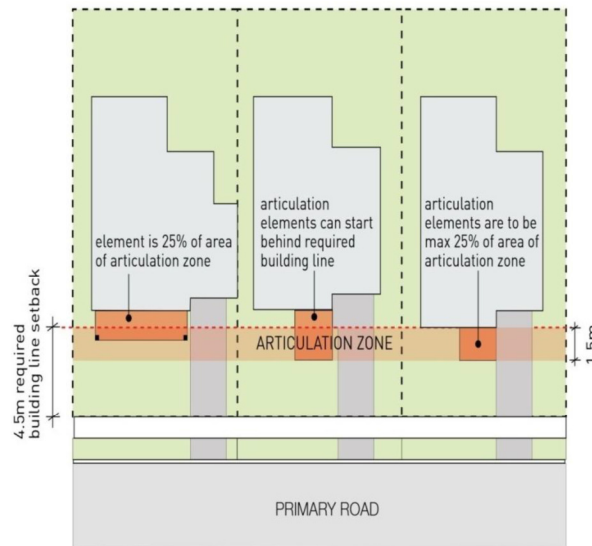 element is 25% of area
of articulation zone
articulation
elements can start
behind required
building line
articulation
elements are to be
max 25% of area of
articulation zone
4.5m required
building line setback
ARTICULATION ZONE
1.5m
PRIMARY ROAD